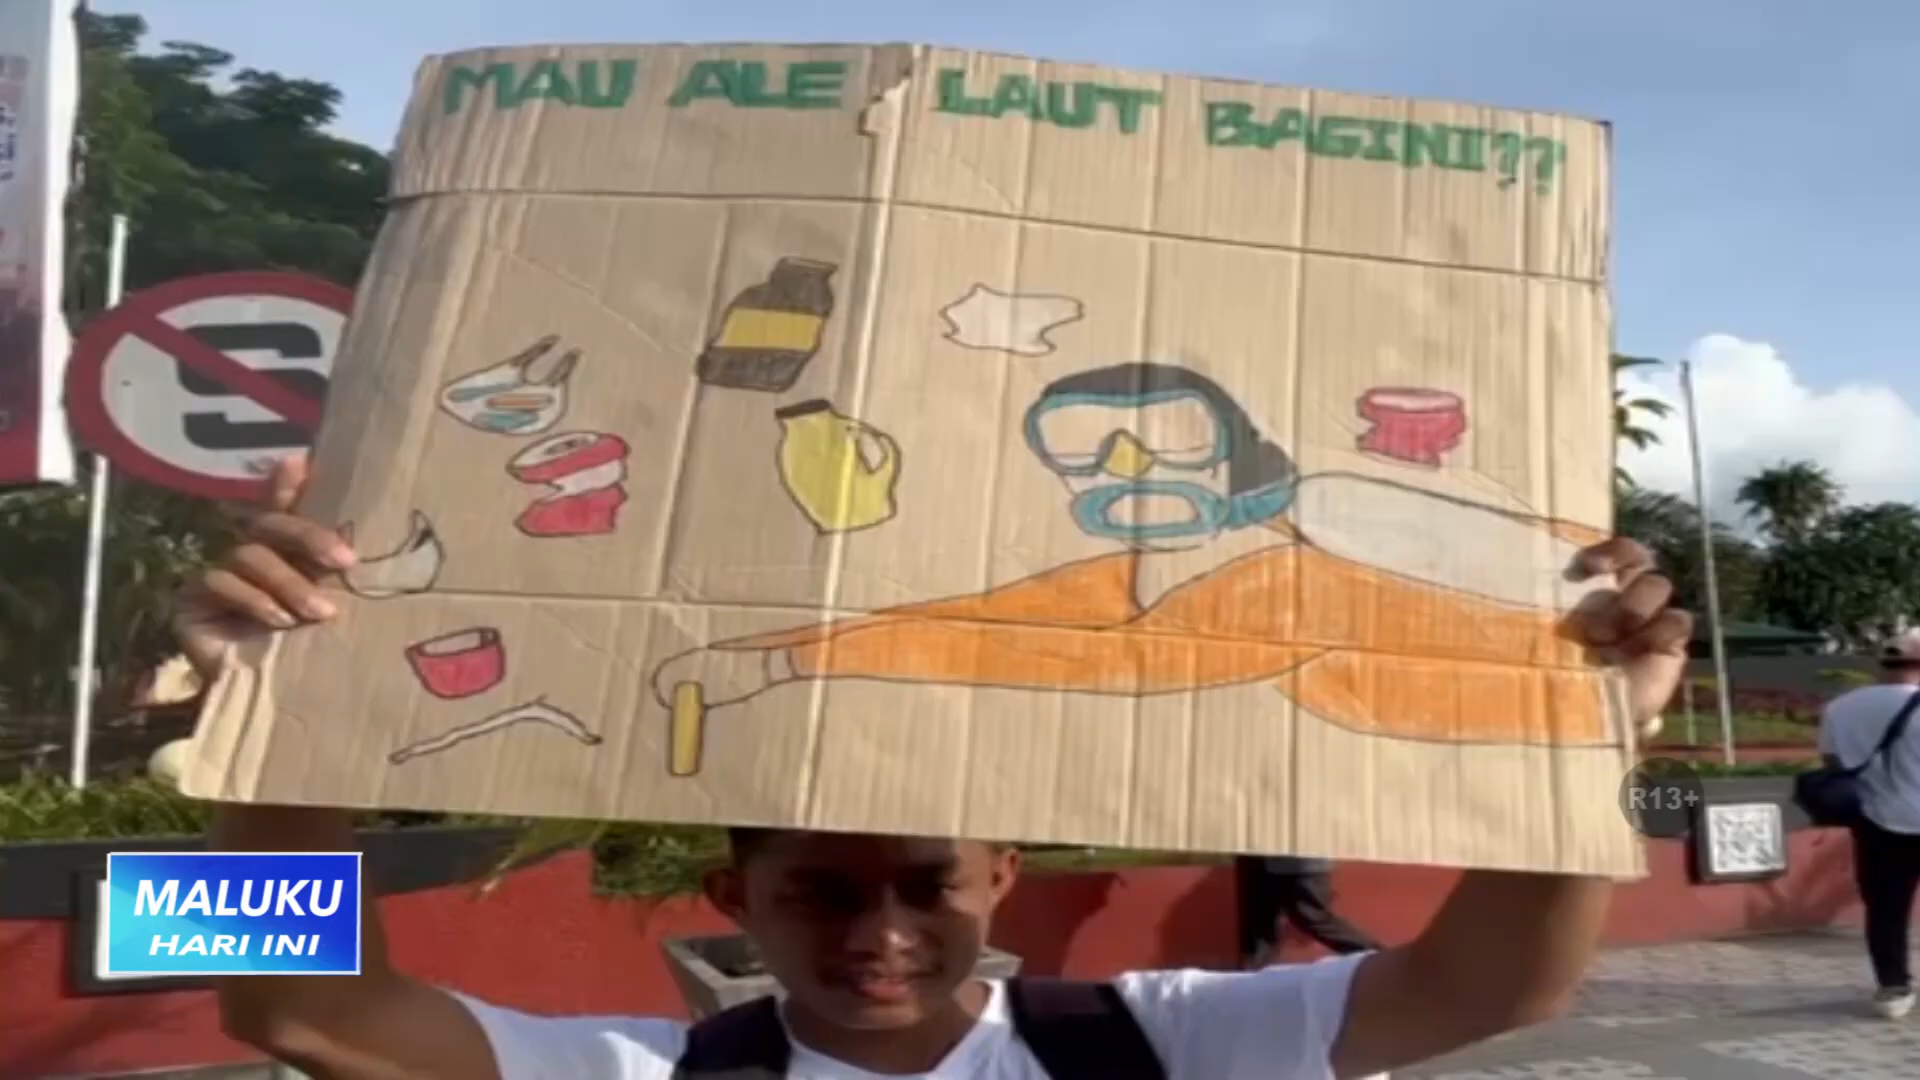 MAU ALE LAUT BAGINI??
S
R13+
MALUKU
HARI INI